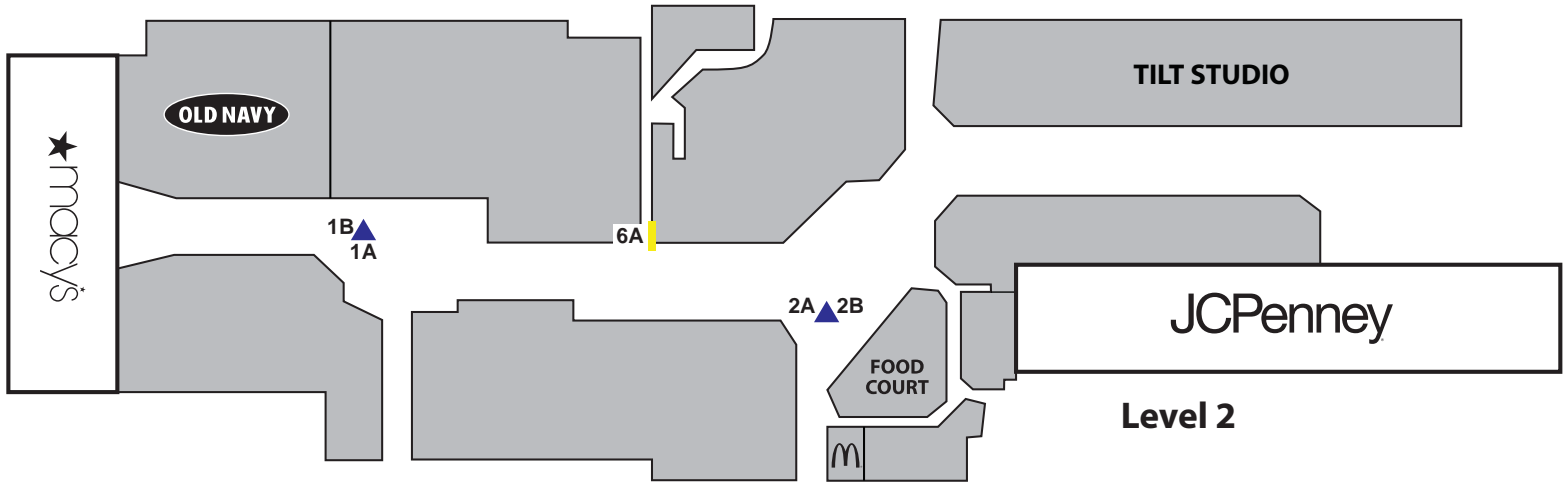 TILT STUDIO
OLD NAVY
macy's
1B
1A
6A
2A 2B
JCPenney
FOOD
COURT
Level 2
M